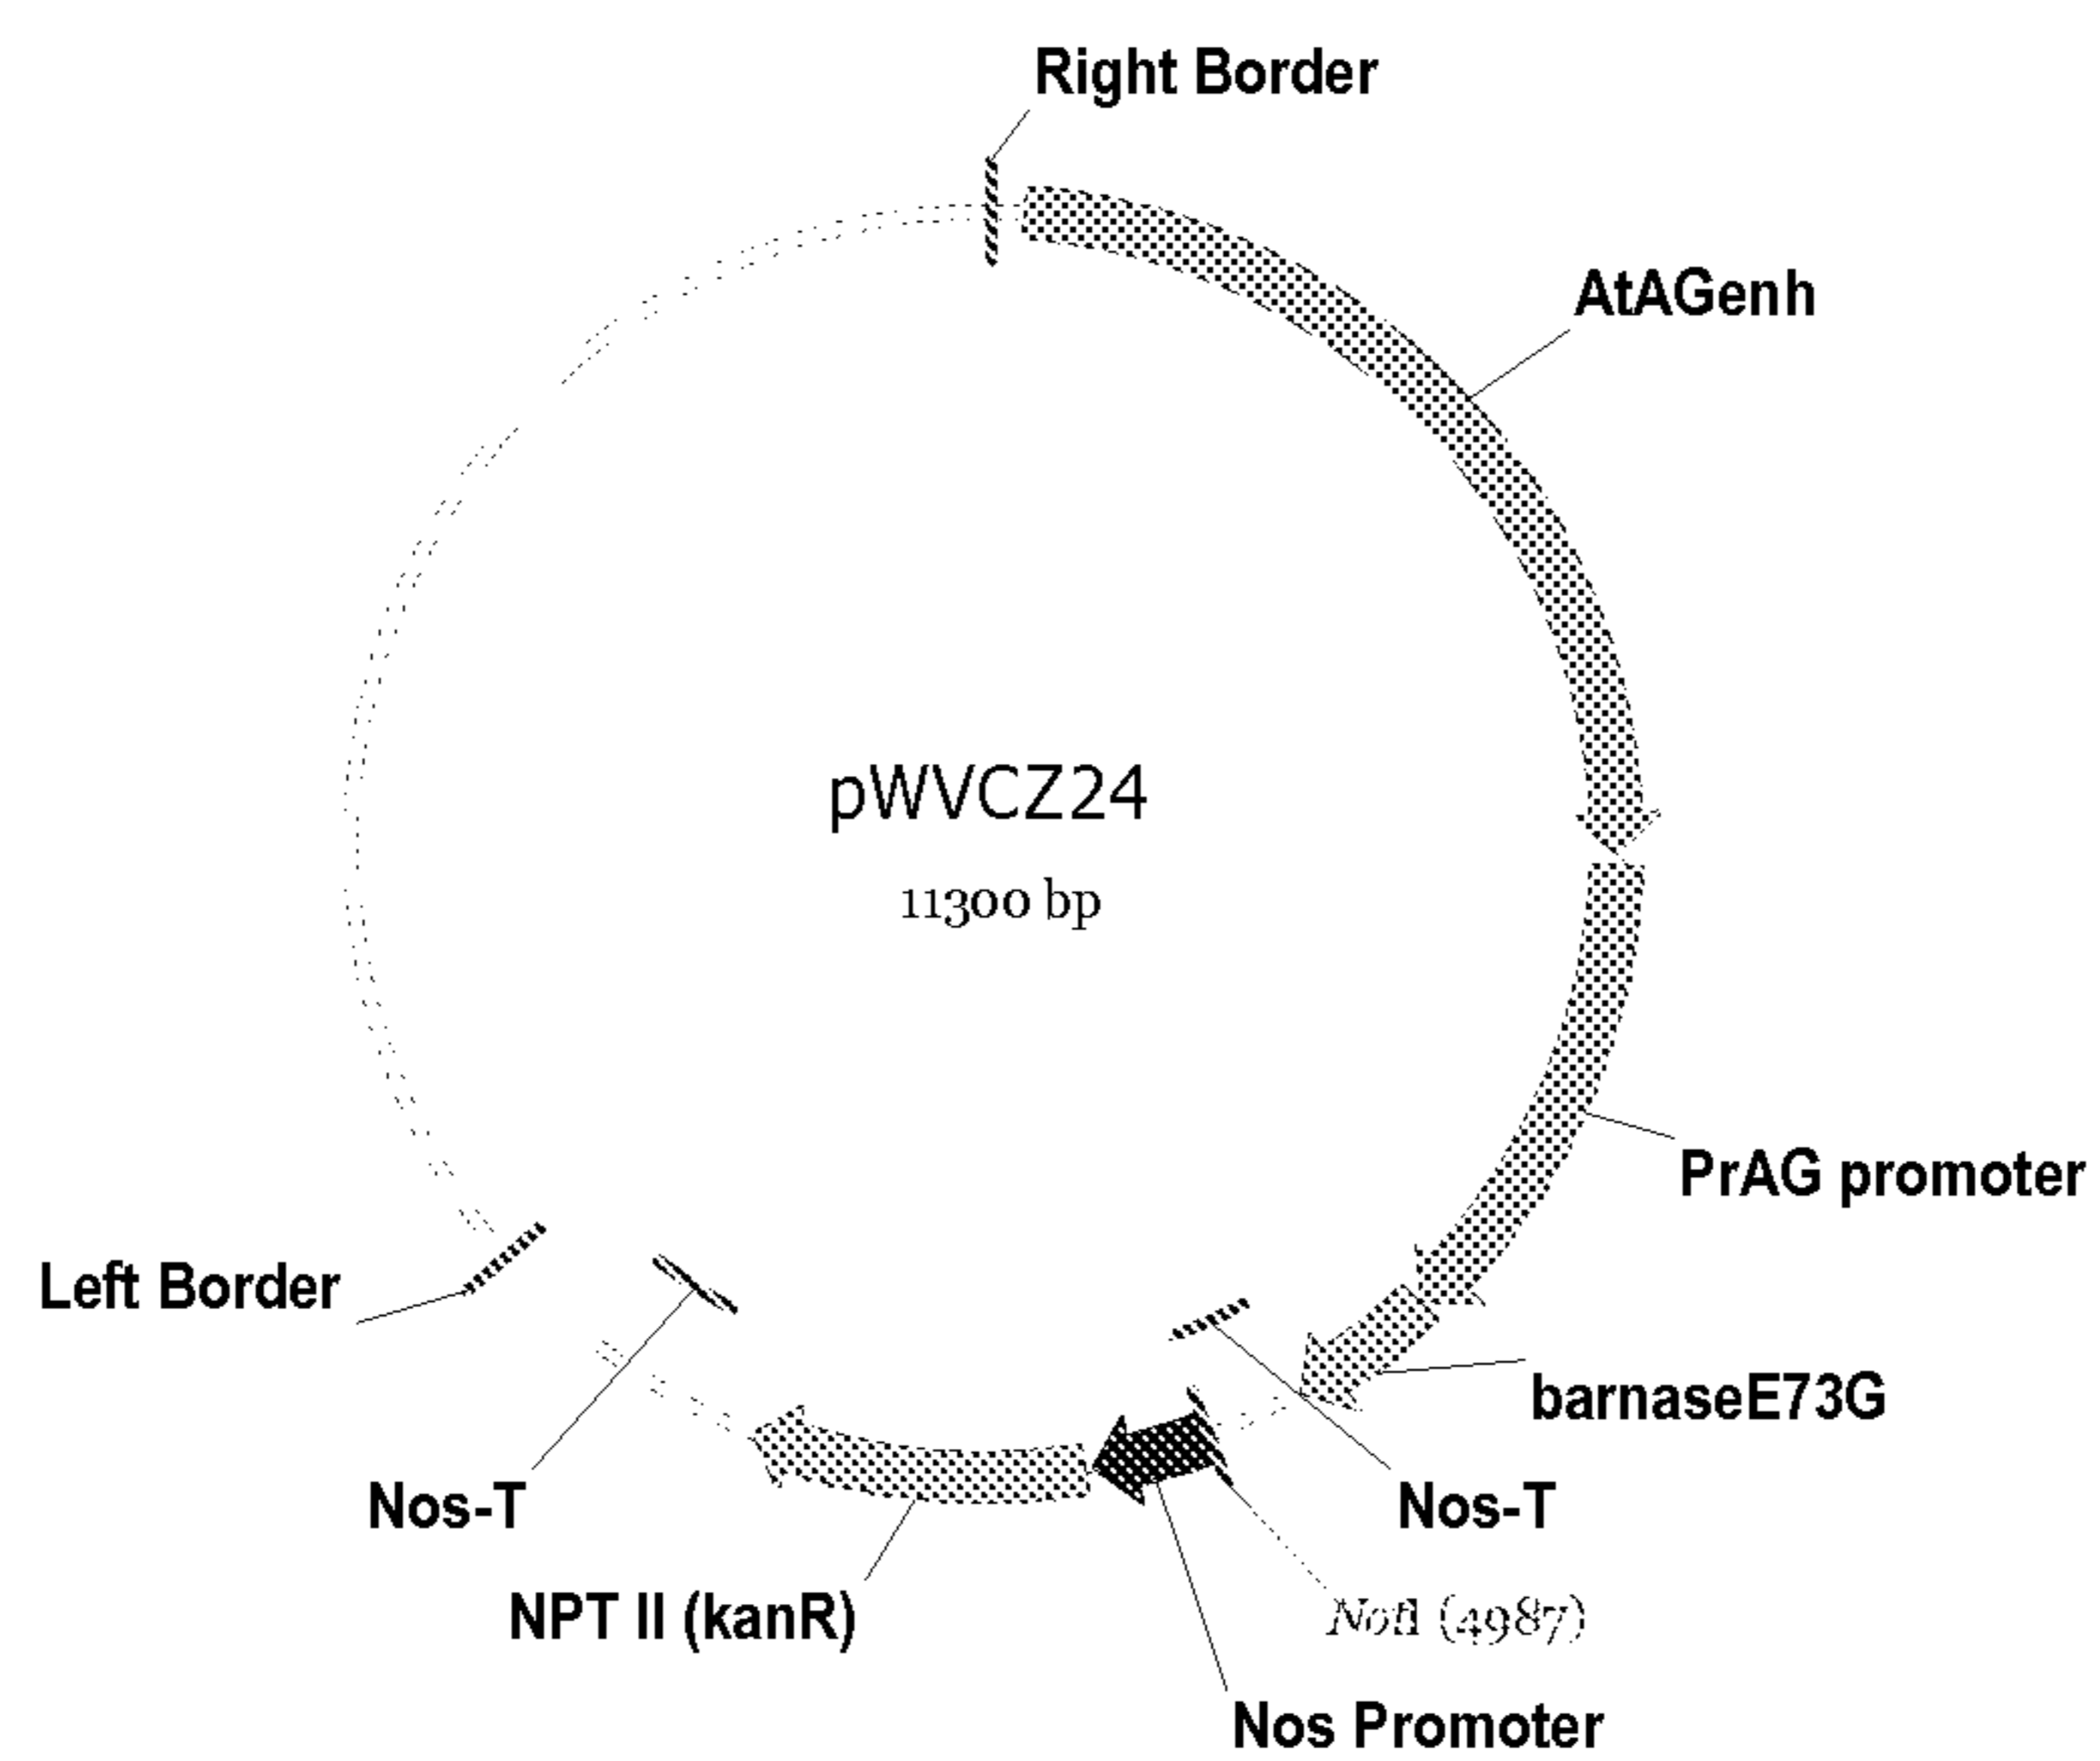 Right Border
AtAGenh
pWVCZ24
11300 bp
PrAG promoter
Left Border
barnaseE73G
Nos-T
Nos-T
NPT II (kanR)
NotI (4987)
Nos Promoter